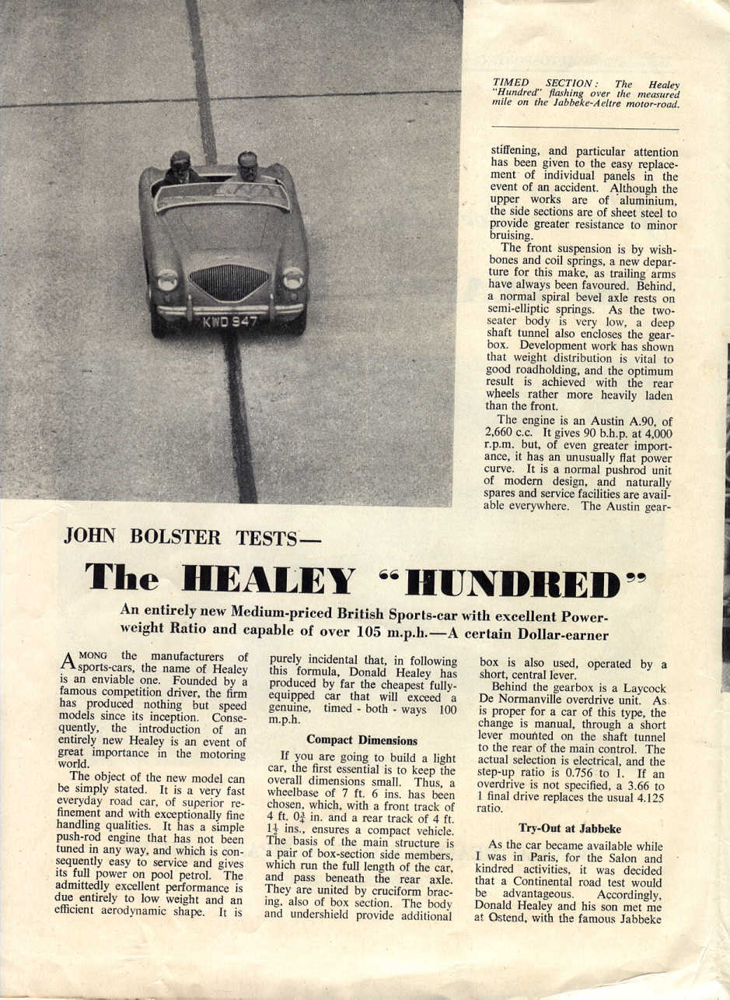 TIMED SECTION: The Healey
"Hundred" flashing over the measured
mile on the Jabbeke-Aeltre motor-road.
KWD 947
JOHN BOLSTER TESTS—
The HEALEY "HUNDRED"
An entirely new Medium-priced British Sports-car with excellent Power-
weight Ratio and capable of over 105 m.p.h.—A certain Dollar-earner
AMONG the manufacturers of
sports-cars, the name of Healey
is an enviable one. Founded by a
famous competition driver, the firm
has produced nothing but speed
models since its inception. Conse-
quently, the introduction of an
entirely new Healey is an event of
great importance in the motoring
world.
The object of the new model can
be simply stated. It is a very fast
everyday road car, of superior re-
finement and with exceptionally fine
handling qualities. It has a simple
push-rod engine that has not been
tuned in any way, and which is con-
sequently easy to service and gives
its full power on pool petrol. The
admittedly excellent performance is
due entirely to low weight and an
efficient aerodynamic shape. It is
purely incidental that, in following
this formula, Donald Healey has
produced by far the cheapest fully-
equipped car that will exceed a
genuine, timed - both - ways 100
m.p.h.
Compact Dimensions
If you are going to build a light
car, the first essential is to keep the
overall dimensions small. Thus, a
wheelbase of 7 ft. 6 ins. has been
chosen, which, with a front track of
4 ft. 0¾ in. and a rear track of 4 ft.
1½ ins., ensures a compact vehicle.
The basis of the main structure is
a pair of box-section side members,
which run the full length of the car,
and pass beneath the rear axle.
They are united by cruciform brac-
ing, also of box section. The body
and undershield provide additional
stiffening, and particular attention
has been given to the easy replace-
ment of individual panels in the
event of an accident. Although the
upper works are of aluminium,
the side sections are of sheet steel to
provide greater resistance to minor
bruising.
The front suspension is by wish-
bones and coil springs, a new depar-
ture for this make, as trailing arms
have always been favoured. Behind,
a normal spiral bevel axle rests on
semi-elliptic springs. As the two-
seater body is very low, a deep
shaft tunnel also encloses the gear-
box. Development work has shown
that weight distribution is vital to
good roadholding, and the optimum
result is achieved with the rear
wheels rather more heavily laden
than the front.
The engine is an Austin A.90, of
2,660 c.c. It gives 90 b.h.p. at 4,000
r.p.m. but, of even greater import-
ance, it has an unusually flat power
curve. It is a normal pushrod unit
of modern design, and naturally
spares and service facilities are avail-
able everywhere. The Austin gear-
box is also used, operated by a
short, central lever.
Behind the gearbox is a Laycock
De Normanville overdrive unit. As
is proper for a car of this type, the
change is manual, through a short
lever mounted on the shaft tunnel
to the rear of the main control. The
actual selection is electrical, and the
step-up ratio is 0.756 to 1. If an
overdrive is not specified, a 3.66 to
1 final drive replaces the usual 4.125
ratio.
Try-Out at Jabbeke
As the car became available while
I was in Paris, for the Salon and
kindred activities, it was decided
that a Continental road test would
be advantageous. Accordingly,
Donald Healey and his son met me
at Ostend, with the famous Jabbeke